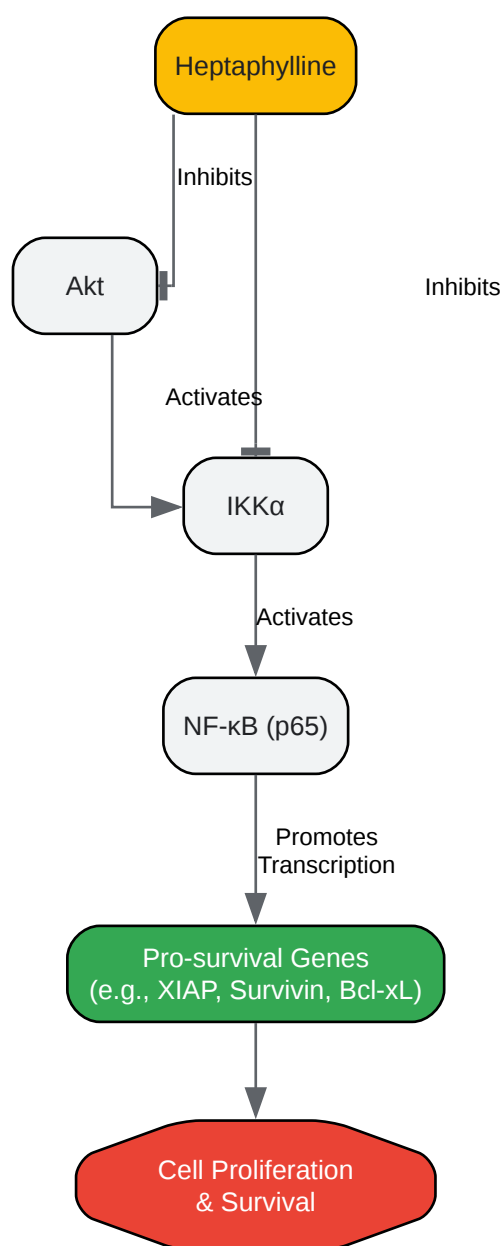 Heptaphylline
Inhibits
Akt
Inhibits
Activates
IKKα
Activates
NF-κB (p65)
Promotes
Transcription
Pro-survival Genes
(e.g., XIAP, Survivin, Bcl-xL)
Cell Proliferation
& Survival